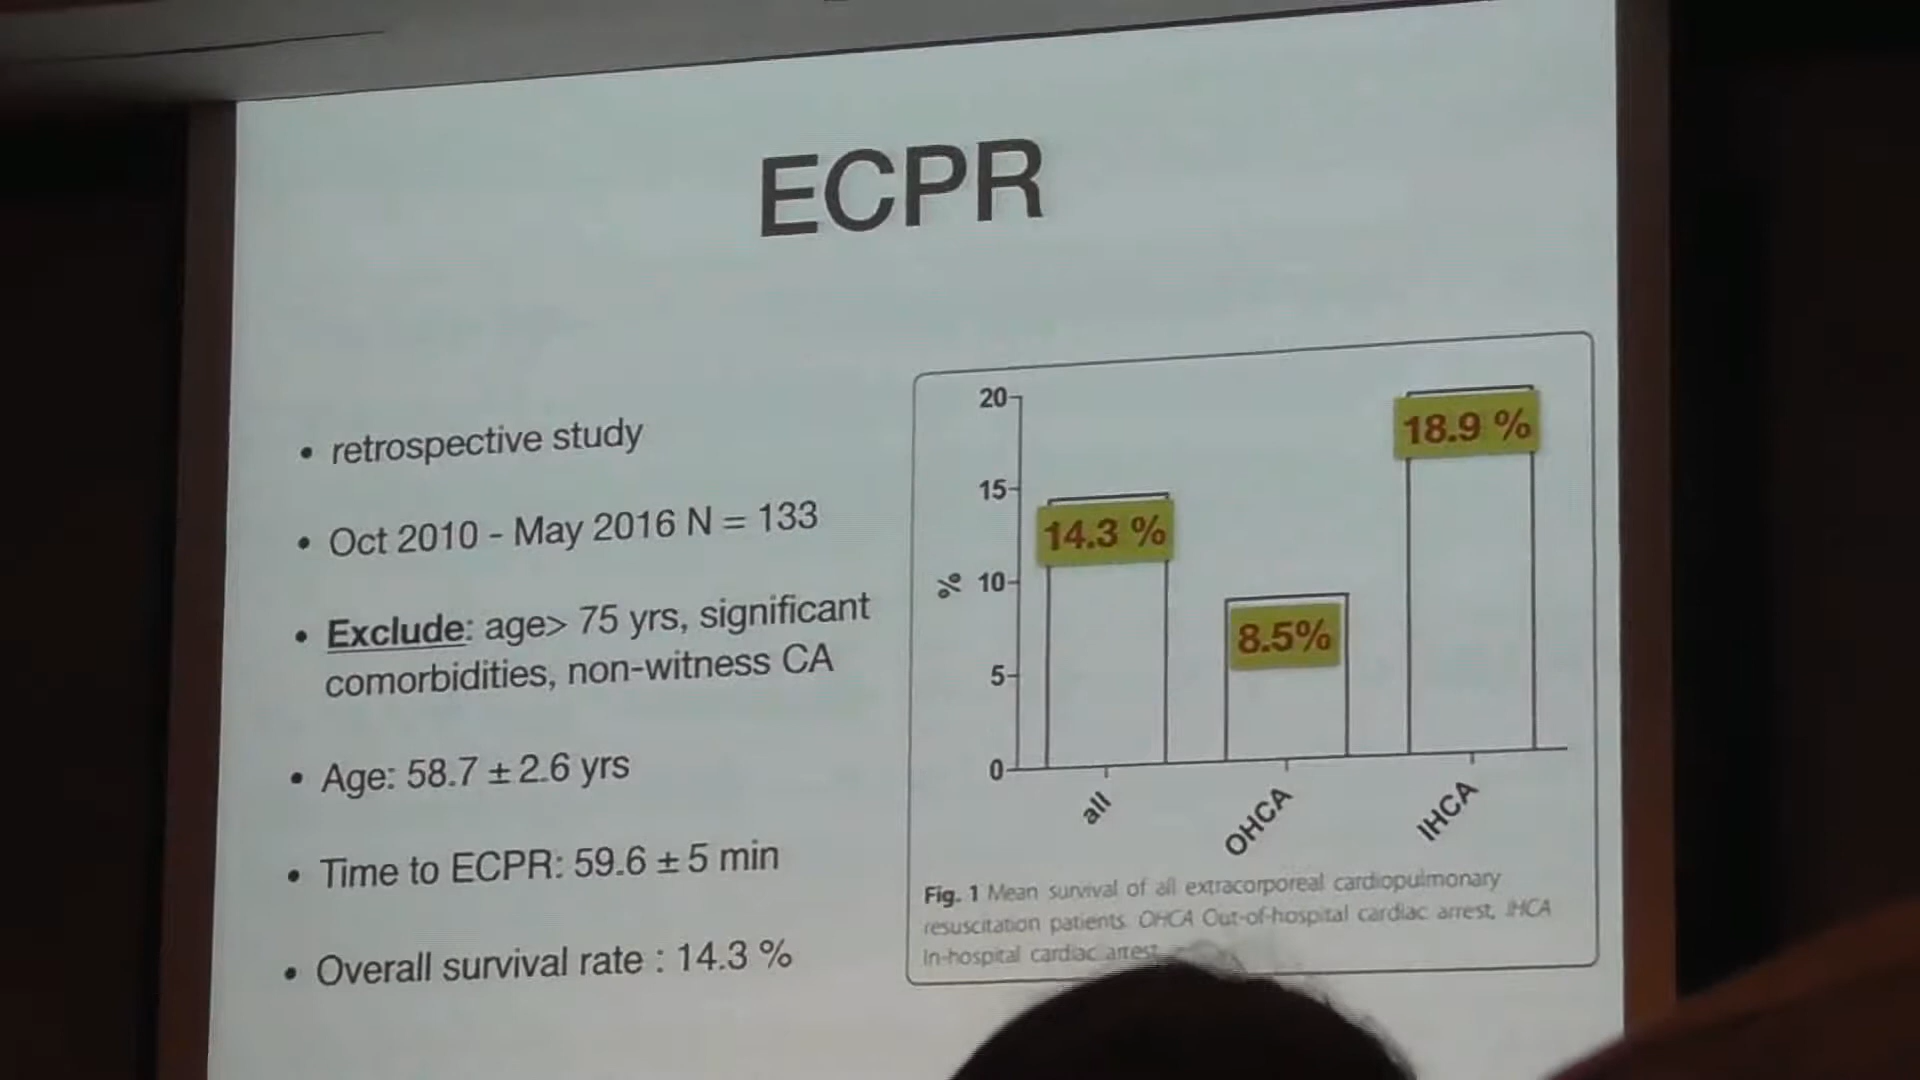 ECPR
• retrospective study
• Oct 2010 - May 2016 N = 133
• Exclude: age> 75 yrs, significant
comorbidities, non-witness CA
• Age: 58.7 ± 2.6 yrs
• Time to ECPR: 59.6 ± 5 min
• Overall survival rate : 14.3 %
20
15
10
5
0
%
14.3 %
8.5%
18.9 %
all
OHCA
IHCA
Fig. 1 Mean survival of all extracorporeal cardiopulmonary
resuscitation patients. OHCA Out-of-hospital cardiac arrest, IHCA
In-hospital cardiac arrest